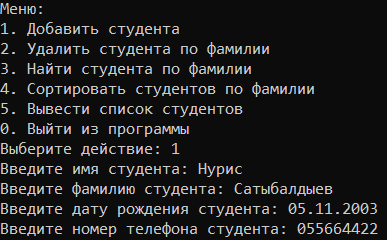 Меню:
1. Добавить студента
2. Удалить студента по фамилии
3. Найти студента по фамилии
4. Сортировать студентов по фамилии
5. Вывести список студентов
0. Выйти из программы
Выберите действие: 1
Введите имя студента: Нурис
Введите фамилию студента: Сатыбалдыев
Введите дату рождения студента: 05.11.2003
Введите номер телефона студента: 055664422